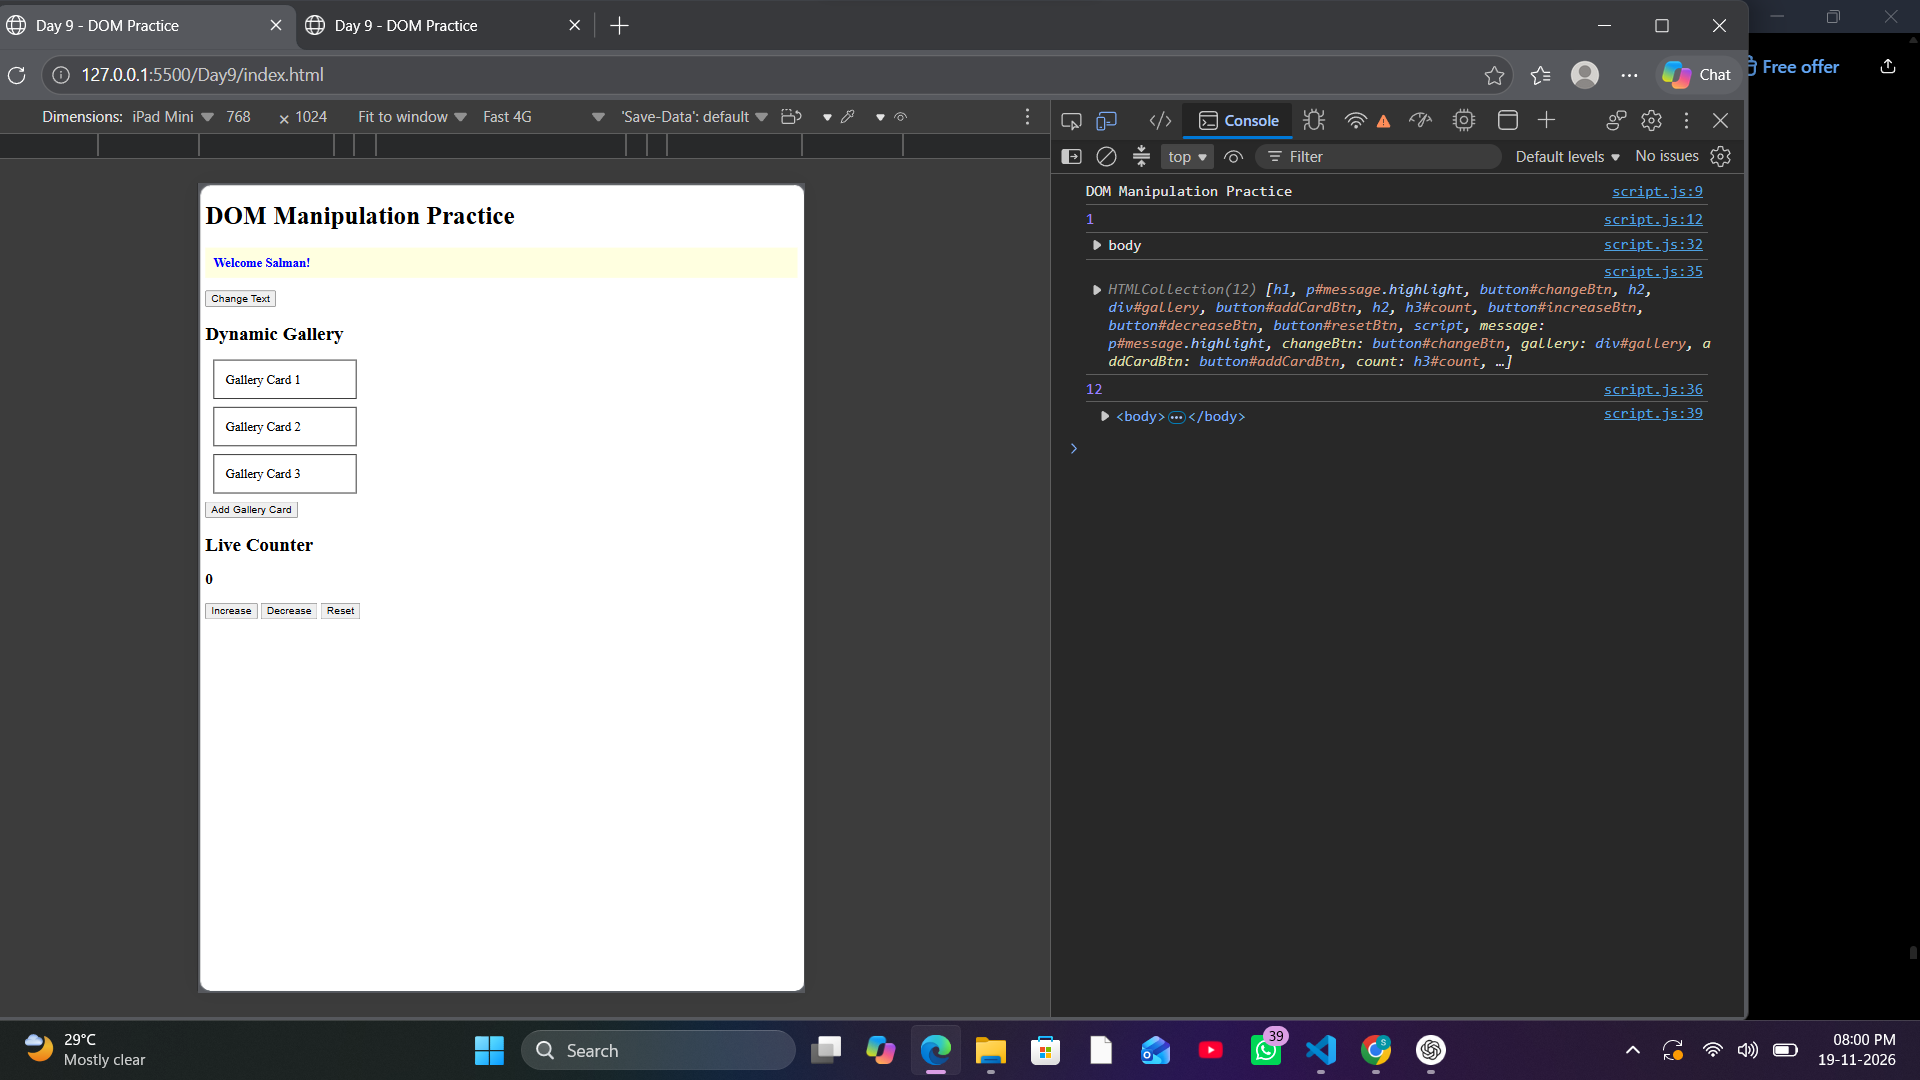 Day 9 - DOM Practice
Day 9 - DOM Practice
127.0.0.1:5500/Day9/index.html
Chat
Free offer
Dimensions: iPad Mini 768 × 1024 Fit to window Fast 4G 'Save-Data': default
Console
top Filter Default levels No issues
DOM Manipulation Practice
Welcome Salman!
Change Text
Dynamic Gallery
Gallery Card 1
Gallery Card 2
Gallery Card 3
Add Gallery Card
Live Counter
0
Increase Decrease Reset
DOM Manipulation Practice script.js:9
1 script.js:12
body script.js:32
script.js:35
HTMLCollection(12) [h1, p#message.highlight, button#changeBtn, h2,
div#gallery, button#addCardBtn, h2, h3#count, button#increaseBtn,
button#decreaseBtn, button#resetBtn, script, message:
p#message.highlight, changeBtn: button#changeBtn, gallery: div#gallery, a
ddCardBtn: button#addCardBtn, count: h3#count, …]
12 script.js:36
<body>…</body> script.js:39
29°C
Mostly clear
Search
39
S
08:00 PM
19-11-2026